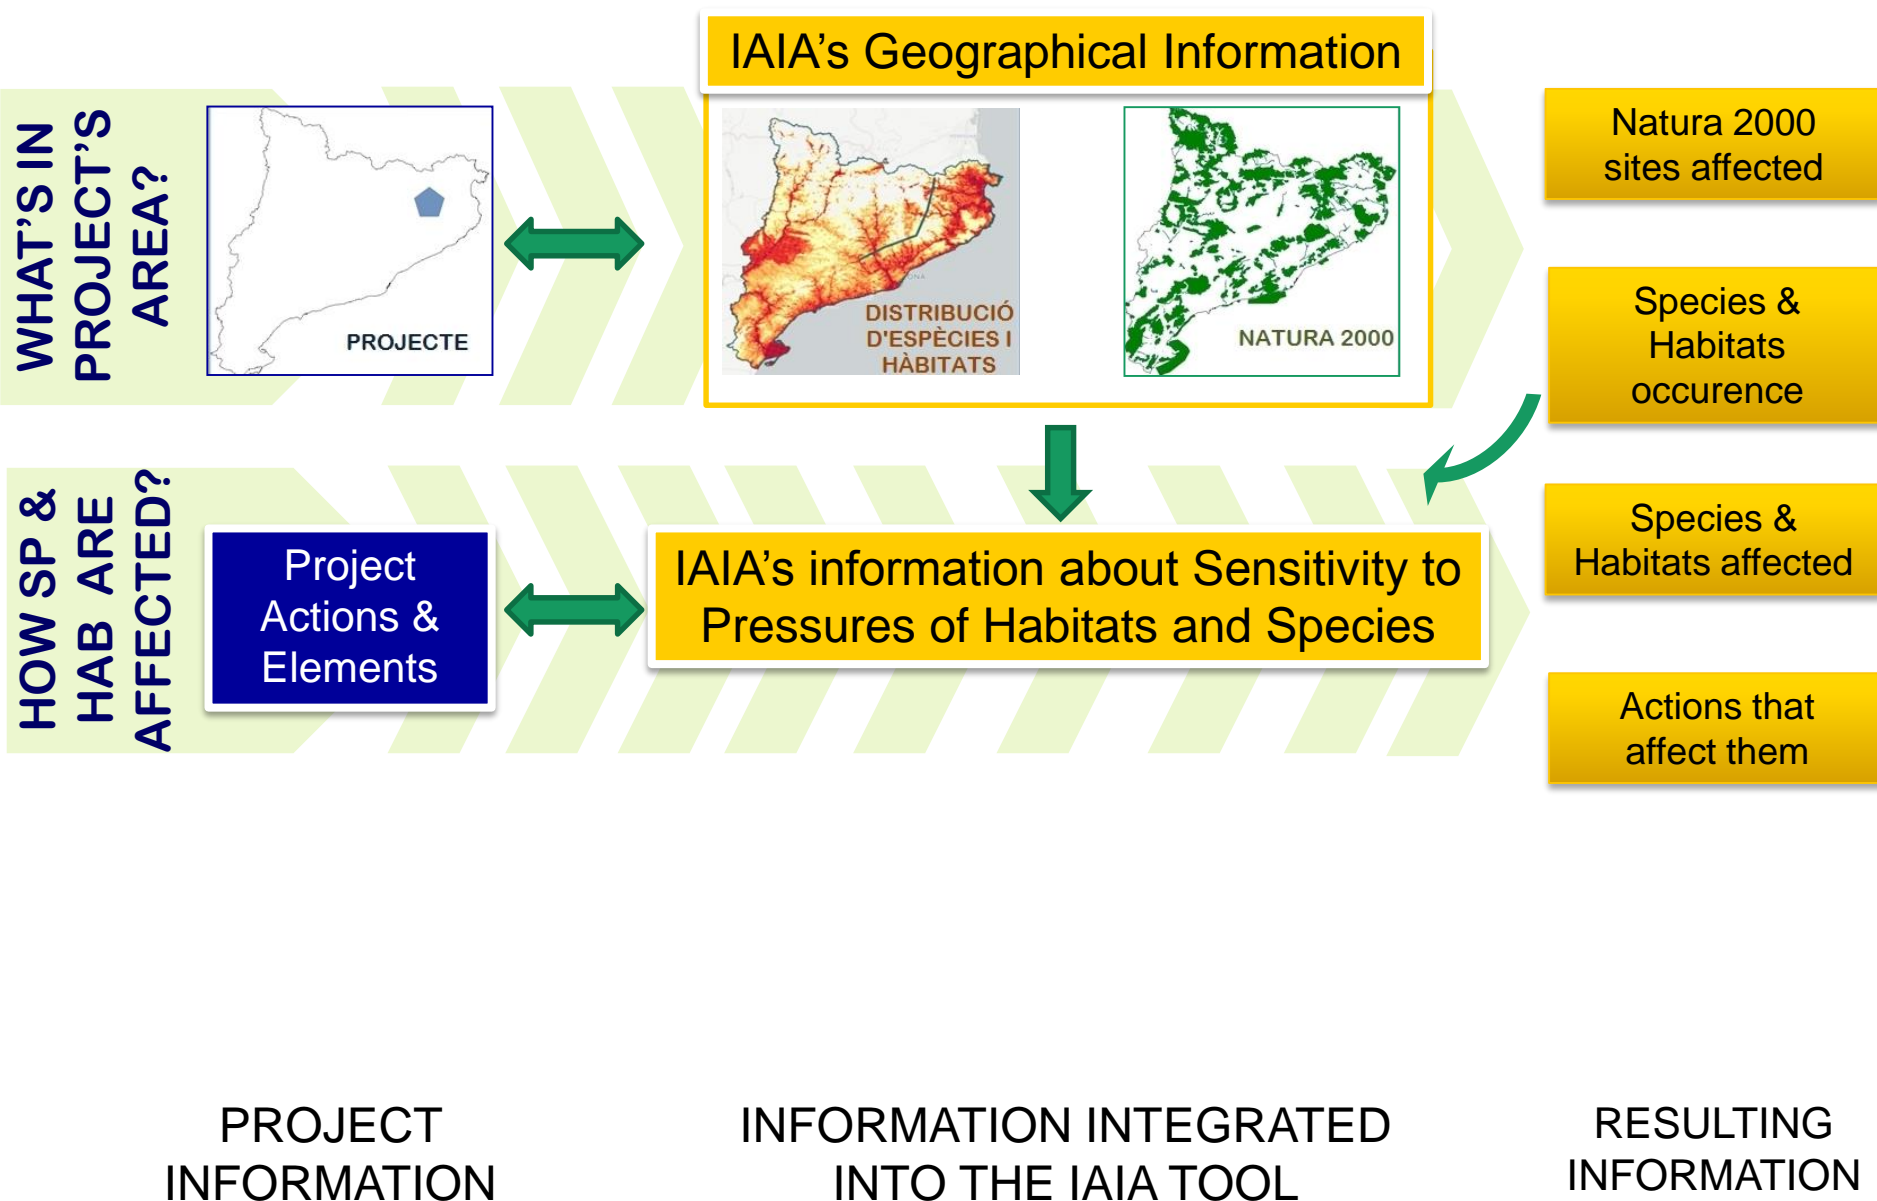 IAIA's Geographical Information
WHAT'S IN
PROJECT'S
AREA?
PROJECTE
DISTRIBUCIÓ
D'ESPÈCIES I
HÀBITATS
NATURA 2000
Natura 2000
sites affected
Species &
Habitats
occurence
HOW SP &
HAB ARE
AFFECTED?
Project
Actions &
Elements
IAIA's information about Sensitivity to
Pressures of Habitats and Species
Species &
Habitats affected
Actions that
affect them
PROJECT
INFORMATION
INFORMATION INTEGRATED
INTO THE IAIA TOOL
RESULTING
INFORMATION